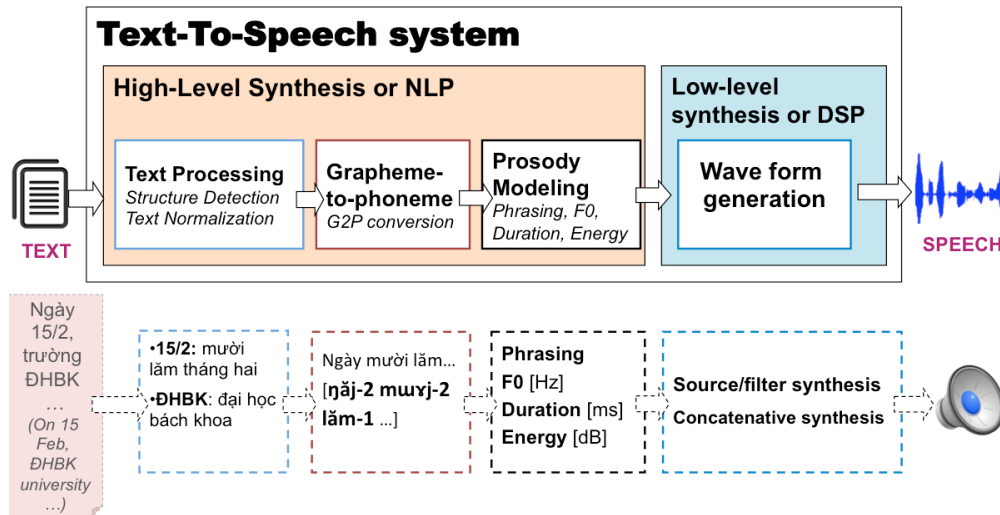 Text-To-Speech system
High-Level Synthesis or NLP
Low-level
synthesis or DSP
Text Processing
Structure Detection
Text Normalization
Grapheme-
to-phoneme
G2P conversion
Prosody
Modeling
Phrasing, F0,
Duration, Energy
Wave form
generation
TEXT
SPEECH
Ngày
15/2,
trường
ĐHBK
…
(On 15
Feb,
ĐHBK
university
…)
•15/2: mười
lăm tháng hai
•ĐHBK: đại học
bách khoa
Ngày mười lăm…
[ŋăj-2 mɯɤj-2
lăm-1 …]
Phrasing
F0 [Hz]
Duration [ms]
Energy [dB]
Source/filter synthesis
Concatenative synthesis